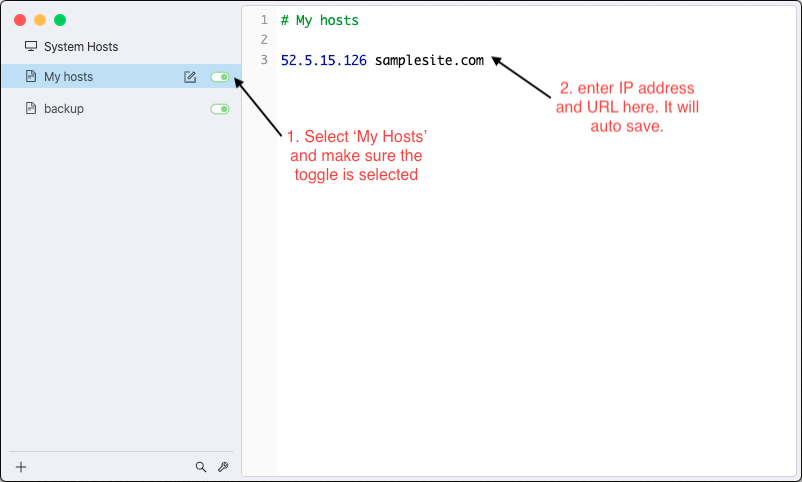 System Hosts
My hosts
backup
1 # My hosts
2
3 52.5.15.126 samplesite.com
1. Select ‘My Hosts’
and make sure the
toggle is selected
2. enter IP address
and URL here. It will
auto save.